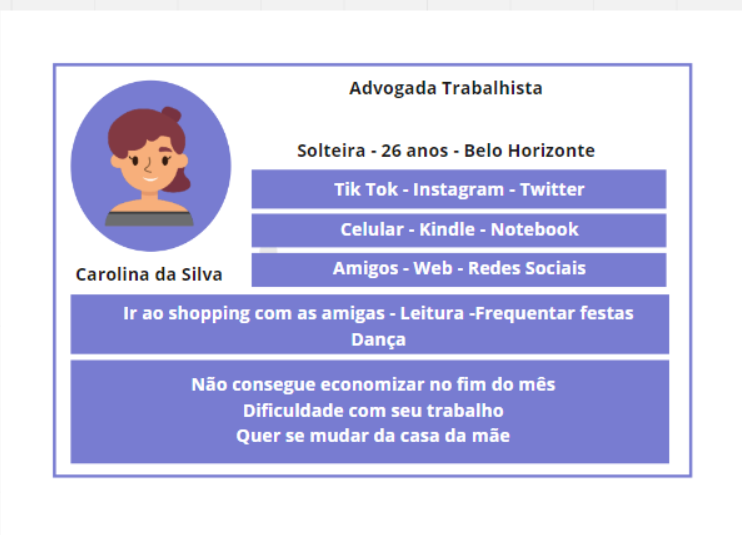 Advogada Trabalhista
Solteira - 26 anos - Belo Horizonte
Tik Tok - Instagram - Twitter
Celular - Kindle - Notebook
Amigos - Web - Redes Sociais
Carolina da Silva
Ir ao shopping com as amigas - Leitura -Frequentar festas
Dança
Não consegue economizar no fim do mês
Dificuldade com seu trabalho
Quer se mudar da casa da mãe